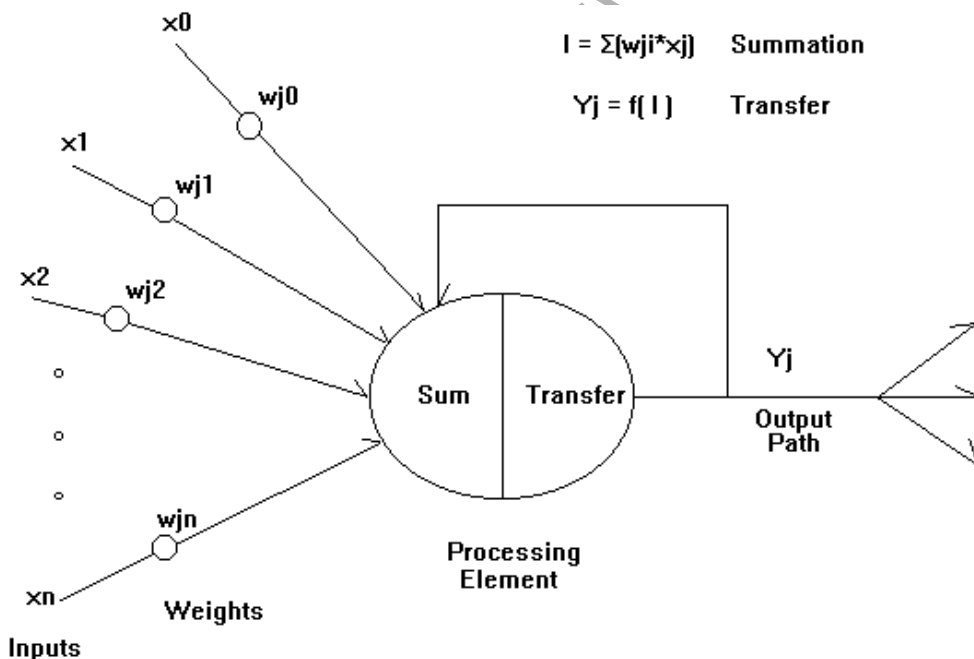 x0
I = Σ(wji*xj) Summation
wj0
Yj = f( I ) Transfer
x1
wj1
x2
wj2
Yj
Sum Transfer
Output
Path
wjn
Processing
Element
xn
Weights
Inputs